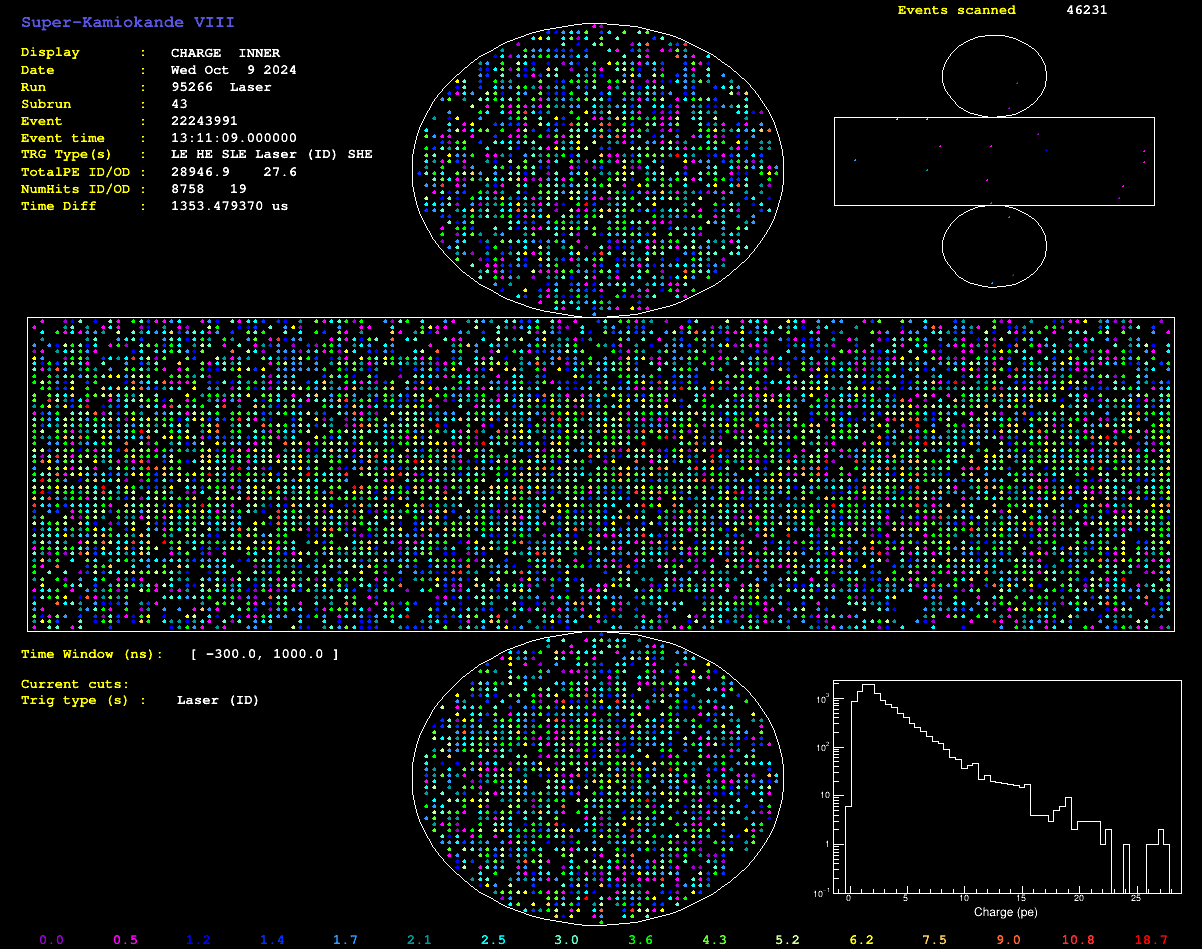 Super-Kamiokande VIII
Events scanned 46231
Display : CHARGE INNER
Date : Wed Oct 9 2024
Run : 95266 Laser
Subrun : 43
Event : 22243991
Event time : 13:11:09.000000
TRG Type(s) : LE HE SLE Laser (ID) SHE
TotalPE ID/OD : 28946.9 27.6
NumHits ID/OD : 8758 19
Time Diff : 1353.479370 us
Time Window (ns): [ -300.0, 1000.0 ]
Current cuts:
Trig type (s) : Laser (ID)
10³
10²
10
1
10⁻¹
0 5 10 15 20 25
Charge (pe)
0.0 0.5 1.2 1.4 1.7 2.1 2.5 3.0 3.6 4.3 5.2 6.2 7.5 9.0 10.8 18.7